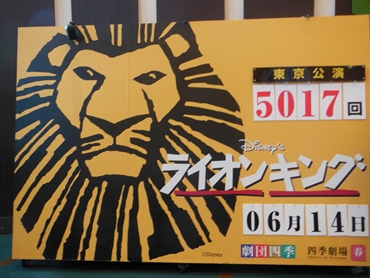 東京公演
5017回
Disney's
ライオンキング
06月14日
©Disney
劇団四季 四季劇場 春